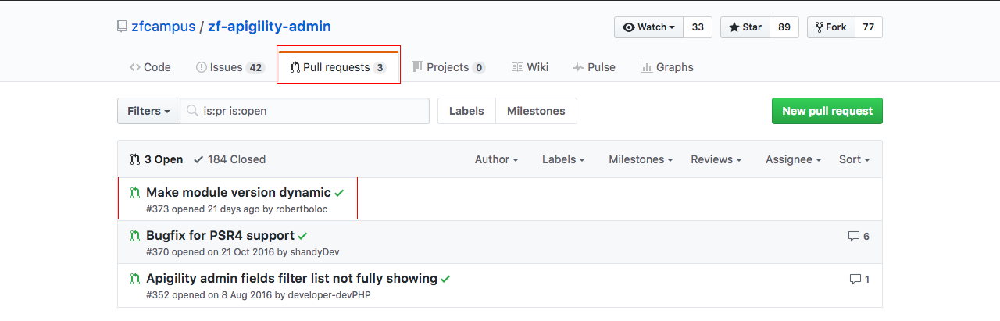 zfcampus / zf-apigility-admin Watch 33 Star 89 Fork 77
Code Issues 42 Pull requests 3 Projects 0 Wiki Pulse Graphs
Filters is:pr is:open Labels Milestones New pull request
3 Open 184 Closed Author Labels Milestones Reviews Assignee Sort
Make module version dynamic
#373 opened 21 days ago by robertboloc
Bugfix for PSR4 support 6
#370 opened on 21 Oct 2016 by shandyDev
Apigility admin fields filter list not fully showing 1
#352 opened on 8 Aug 2016 by developer-devPHP